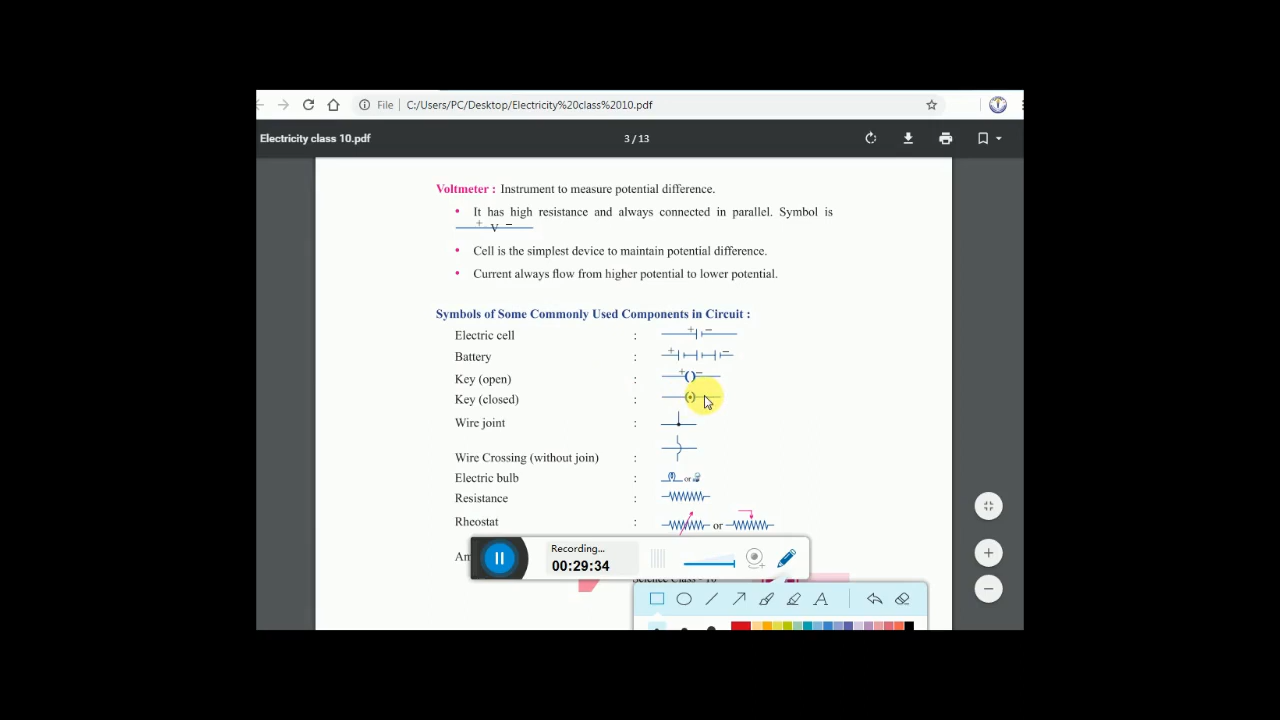 File C:/Users/PC/Desktop/Electricity%20class%2010.pdf
Electricity class 10.pdf 3 / 13
Voltmeter : Instrument to measure potential difference.
• It has high resistance and always connected in parallel. Symbol is
+ V −
• Cell is the simplest device to maintain potential difference.
• Current always flow from higher potential to lower potential.
Symbols of Some Commonly Used Components in Circuit :
Electric cell : + −
Battery : + −
Key (open) : + −
Key (closed) :
Wire joint :
Wire Crossing (without join) :
Electric bulb : or
Resistance :
Rheostat : or
Recording...
00:29:34
A